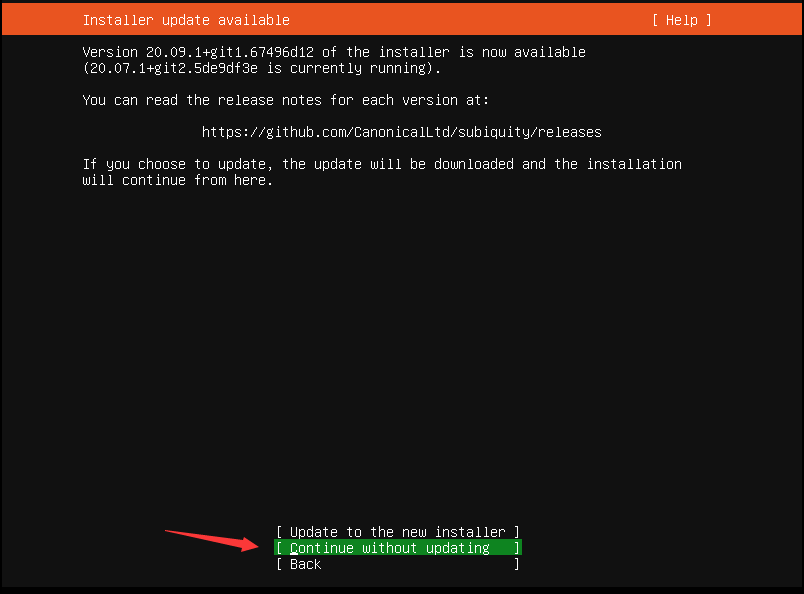 Installer update available [ Help ]
Version 20.09.1+git1.67496d12 of the installer is now available
(20.07.1+git2.5de9df3e is currently running).
You can read the release notes for each version at:
https://github.com/CanonicalLtd/subiquity/releases
If you choose to update, the update will be downloaded and the installation
will continue from here.
[ Update to the new installer ]
[ Continue without updating ]
[ Back ]